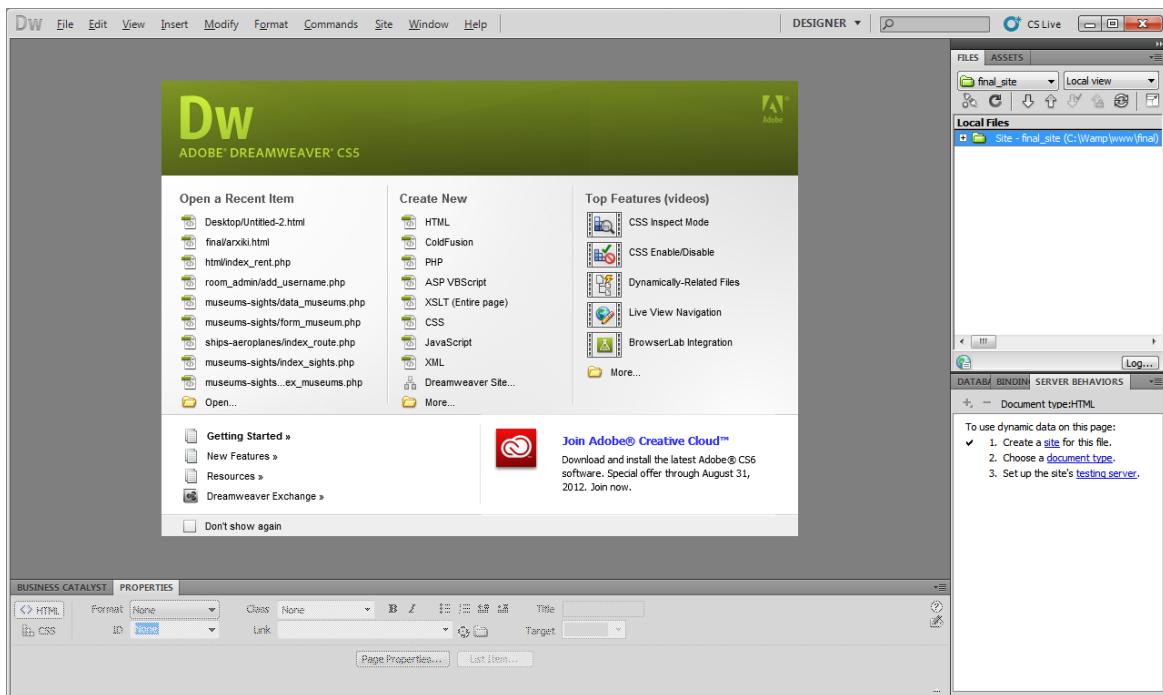 DW File Edit View Insert Modify Format Commands Site Window Help DESIGNER CS Live
FILES ASSETS
final_site Local view
Local Files
Site - final_site (C:\Wamp\www\final)
Dw
Adobe
ADOBE® DREAMWEAVER® CS5
Open a Recent Item
Desktop/Untitled-2.html
final/arxiki.html
html/index_rent.php
room_admin/add_username.php
museums-sights/data_museums.php
museums-sights/form_museum.php
ships-aeroplanes/index_route.php
museums-sights/index_sights.php
museums-sights...ex_museums.php
Open...
Create New
HTML
ColdFusion
PHP
ASP VBScript
XSLT (Entire page)
CSS
JavaScript
XML
Dreamweaver Site...
More...
Top Features (videos)
CSS Inspect Mode
CSS Enable/Disable
Dynamically-Related Files
Live View Navigation
BrowserLab Integration
More...
Getting Started »
New Features »
Resources »
Dreamweaver Exchange »
Join Adobe® Creative Cloud™
Download and install the latest Adobe® CS6
software. Special offer through August 31,
2012. Join now.
Don't show again
Log...
DATAB BINDIN SERVER BEHAVIORS
Document type:HTML
To use dynamic data on this page:
1. Create a site for this file.
2. Choose a document type.
3. Set up the site's testing server.
BUSINESS CATALYST PROPERTIES
<> HTML Format None Class None B I Title
CSS ID None Link Target
Page Properties... List Item...